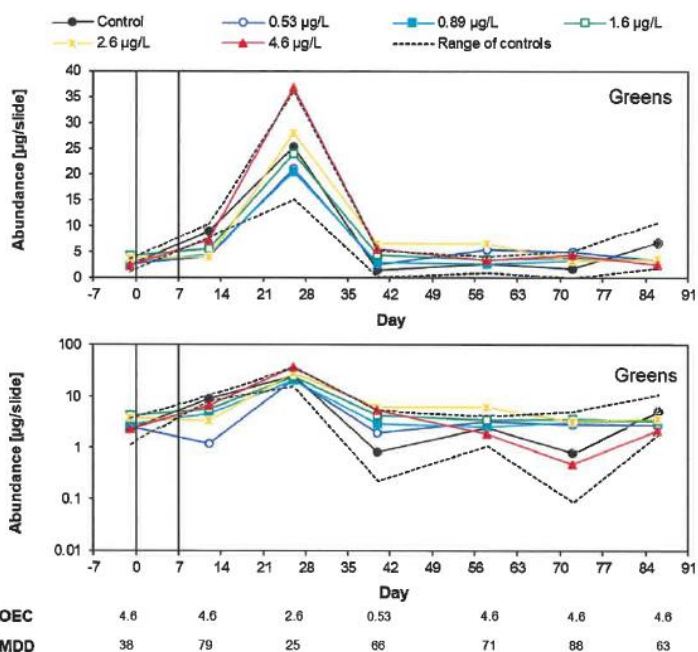 Control 0.53 µg/L 0.89 µg/L 1.6 µg/L
2.6 µg/L 4.6 µg/L Range of controls
Greens
Abundance [µg/slide]
40
35
30
25
20
15
10
5
0
-7 0 7 14 21 28 35 42 49 56 63 70 77 84 91
Day
Greens
Abundance [µg/slide]
100
10
1
0.1
0.01
-7 0 7 14 21 28 35 42 49 56 63 70 77 84 91
Day
OEC 4.6 4.6 2.6 0.53 4.6 4.6 4.6
MDD 38 79 25 66 71 88 63